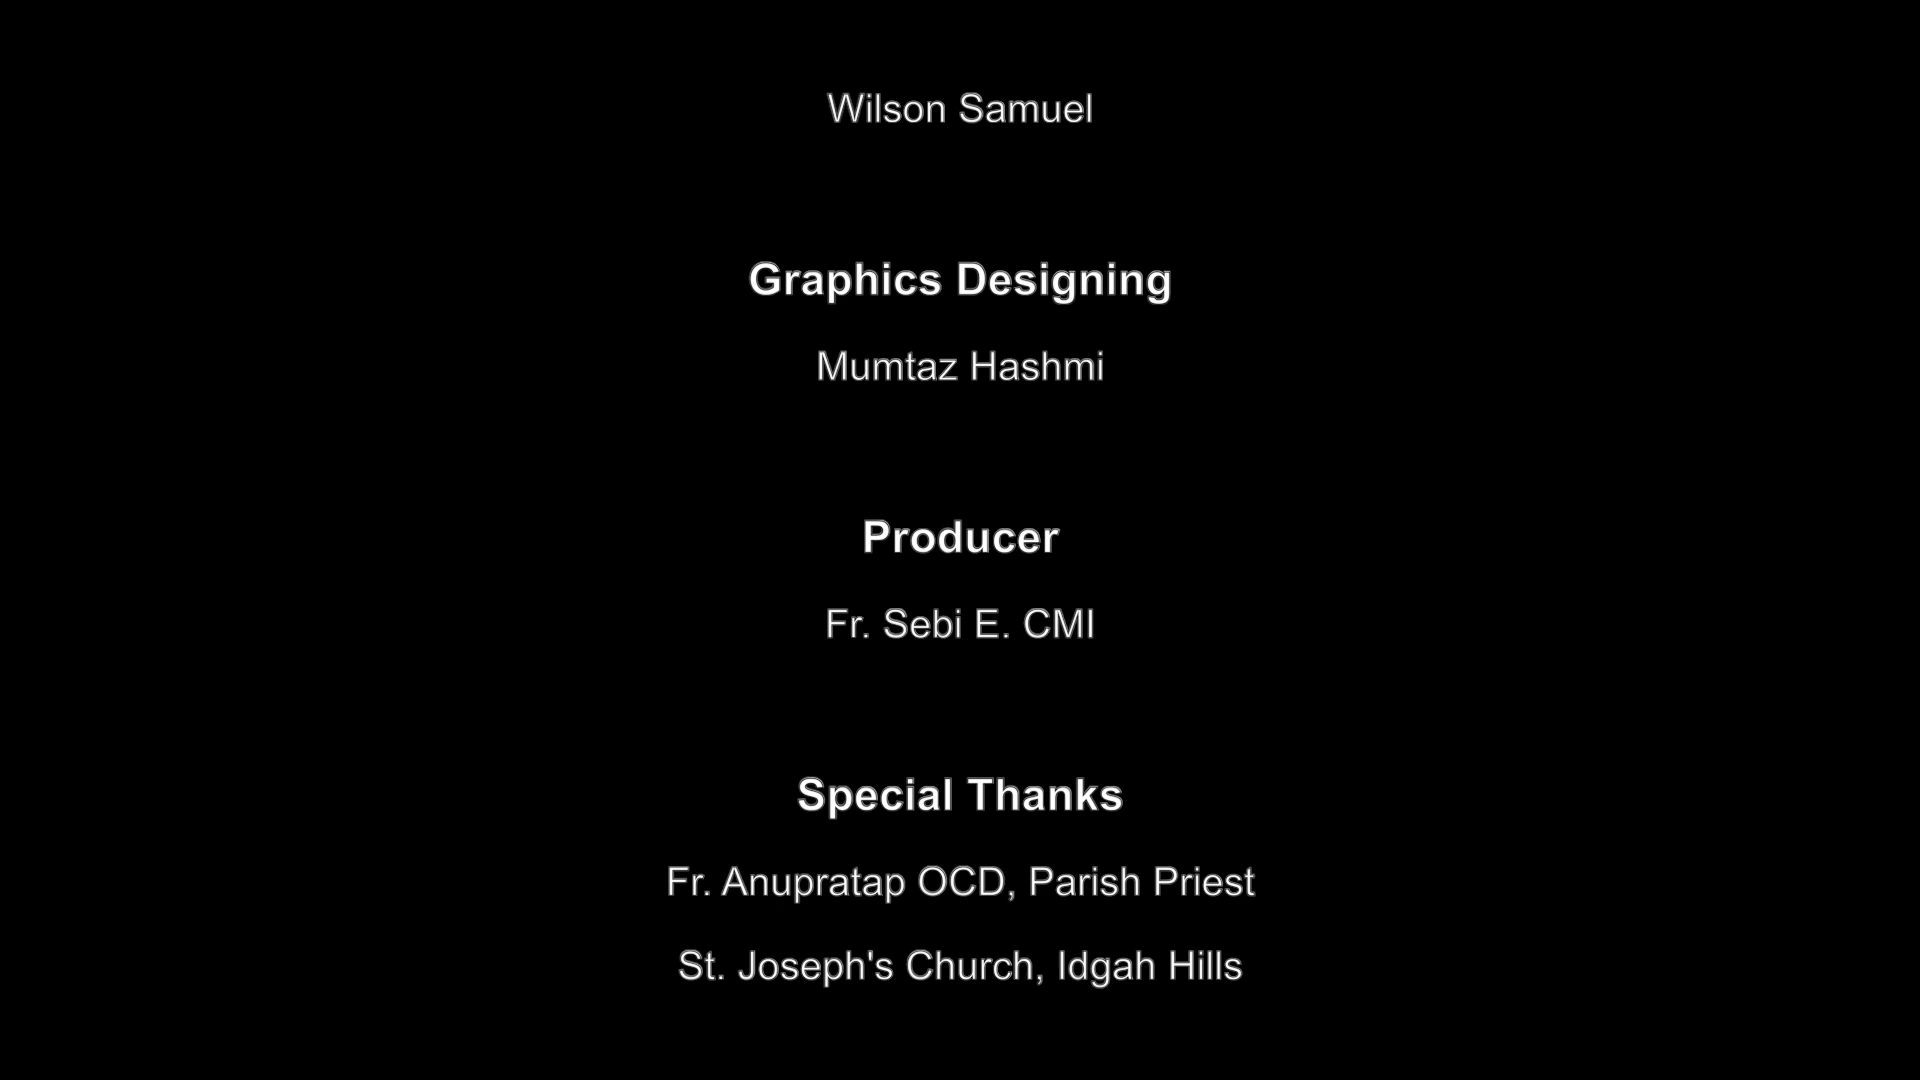 Wilson Samuel
Graphics Designing
Mumtaz Hashmi
Producer
Fr. Sebi E. CMI
Special Thanks
Fr. Anupratap OCD, Parish Priest
St. Joseph's Church, Idgah Hills